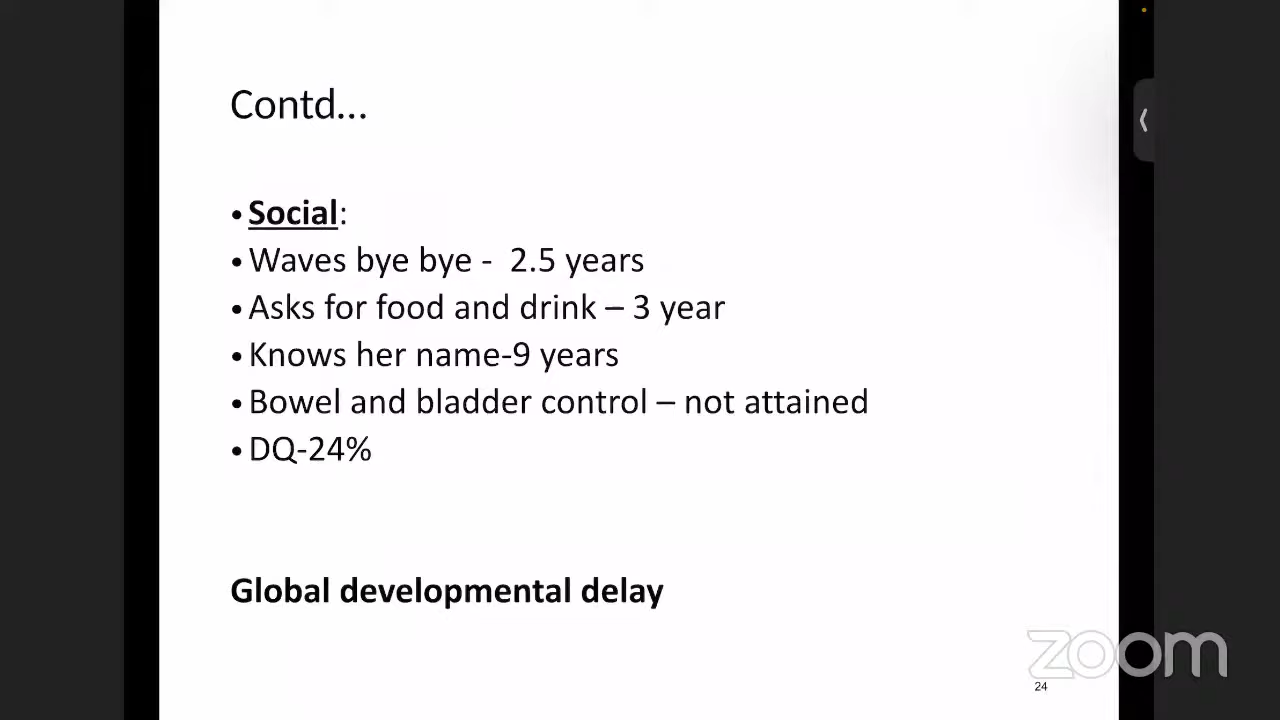 Contd...
• Social:
• Waves bye bye -  2.5 years
• Asks for food and drink – 3 year
• Knows her name-9 years
• Bowel and bladder control – not attained
• DQ-24%
Global developmental delay
zoom
24